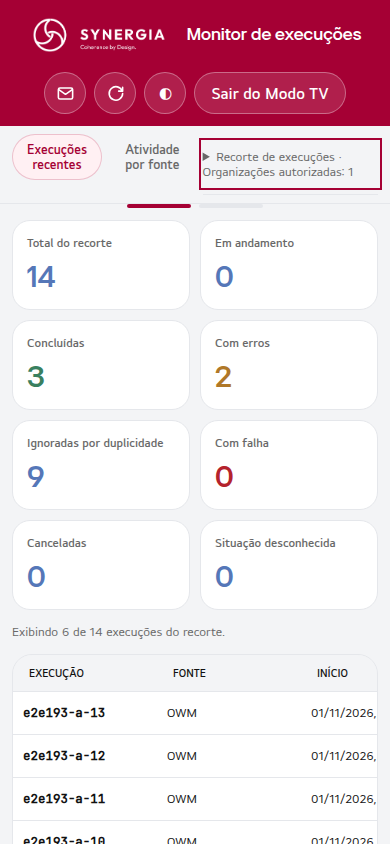 SYNERGIA
Coherence by Design.
Monitor de execuções
Sair do Modo TV
Execuções
recentes
Atividade
por fonte
▶ Recorte de execuções ·
Organizações autorizadas: 1
Total do recorte
14
Em andamento
0
Concluídas
3
Com erros
2
Ignoradas por duplicidade
9
Com falha
0
Canceladas
0
Situação desconhecida
0
Exibindo 6 de 14 execuções do recorte.
EXECUÇÃO FONTE INÍCIO
e2e193-a-13 OWM 01/11/2026,
e2e193-a-12 OWM 01/11/2026,
e2e193-a-11 OWM 01/11/2026,
e2e193-a-10 OWM 01/11/2026,